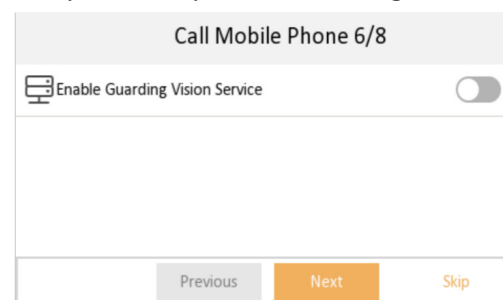 Call Mobile Phone 6/8
Enable Guarding Vision Service
Previous Next Skip